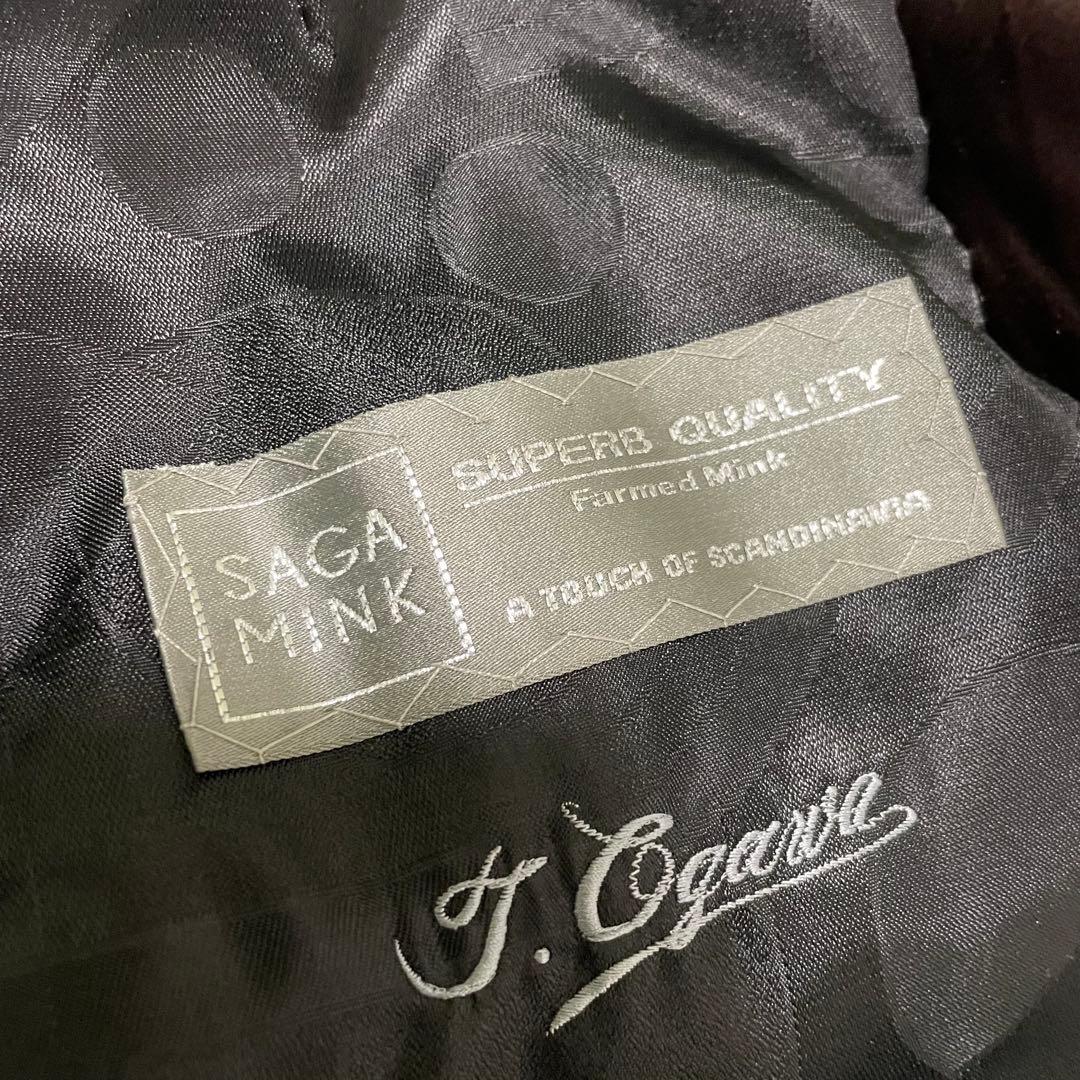 SAGA
MINK
SUPERB QUALITY
Farmed Mink
A TOUCH OF SCANDINAVIA
T. Ogawa